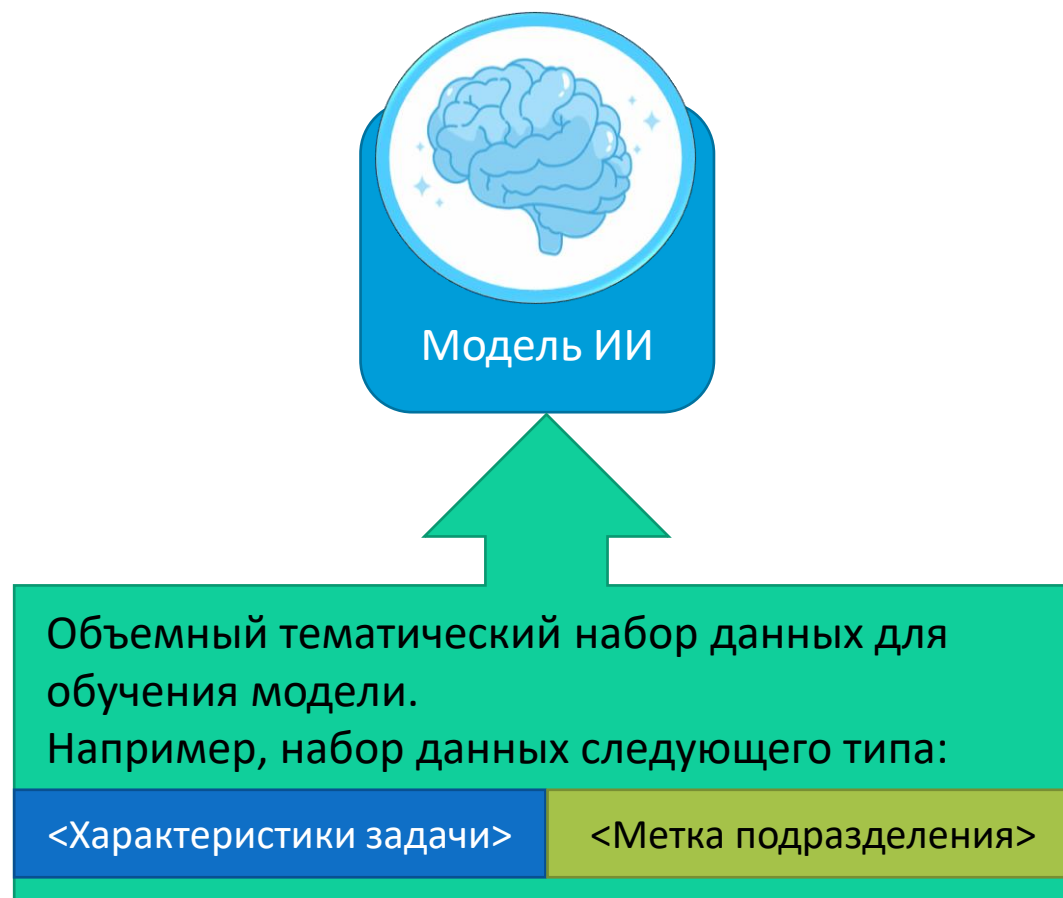 Модель ИИ
Объемный тематический набор данных для
обучения модели.
Например, набор данных следующего типа:
<Характеристики задачи> <Метка подразделения>